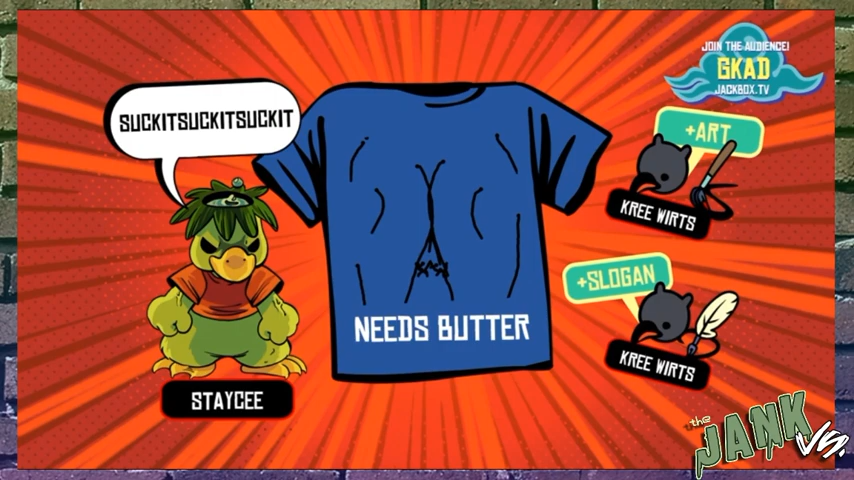 JOIN THE AUDIENCE!
GKAD
JACKBOX.TV
SUCKITSUCKITSUCKIT
+ART
KREE WIRTS
+SLOGAN
KREE WIRTS
NEEDS BUTTER
STAYCEE
the
JANK
VS.